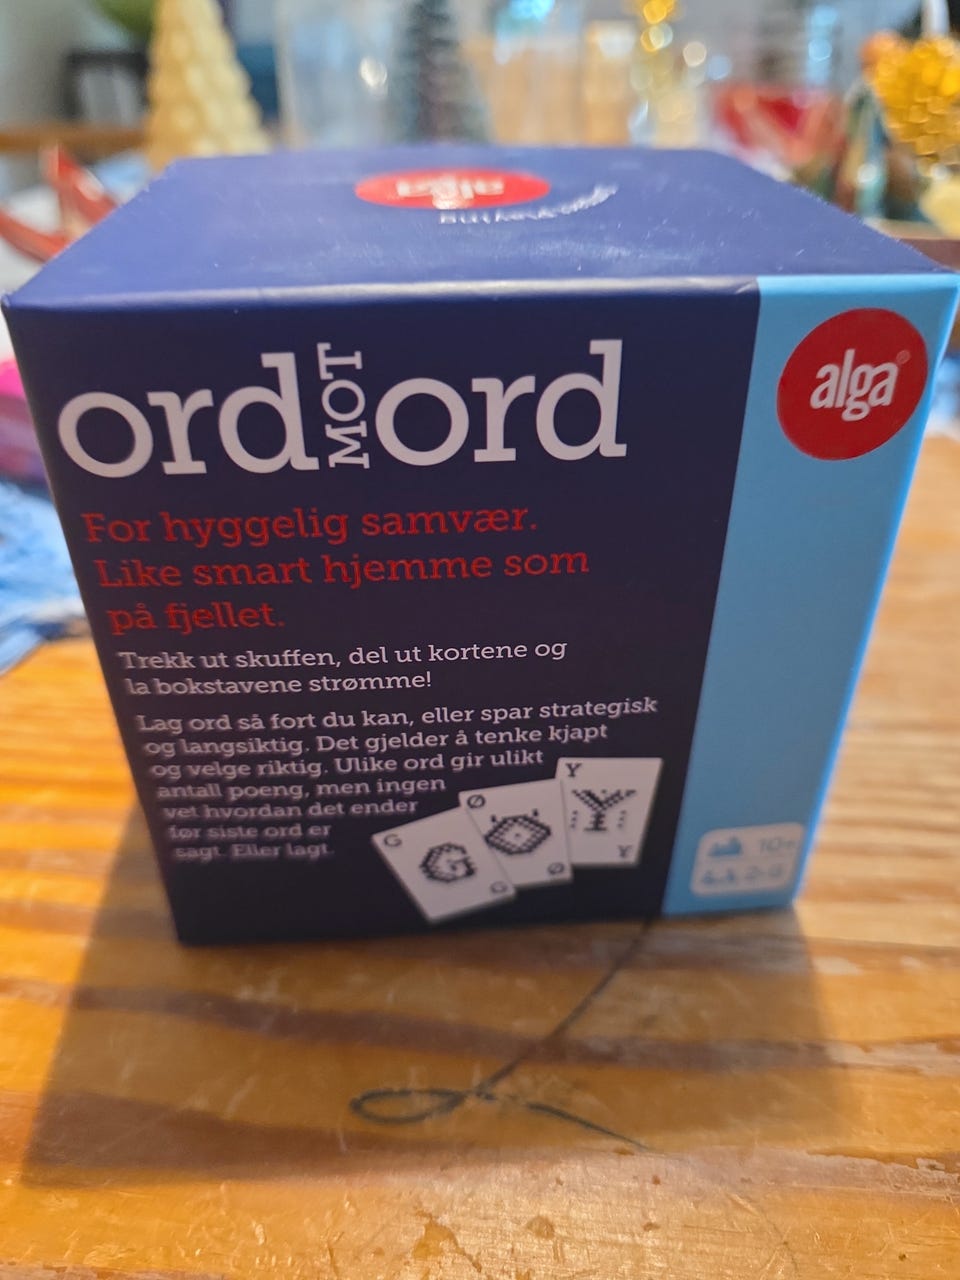 alga
ord MOT ord
alga
For hyggelig samvær.
Like smart hjemme som
på fjellet.
Trekk ut skuffen, del ut kortene og
la bokstavene strømme!
Lag ord så fort du kan, eller spar strategisk
og langsiktig. Det gjelder å tenke kjapt
og velge riktig. Ulike ord gir ulikt
antall poeng, men ingen
vet hvordan det ender
før siste ord er
sagt. Eller lagt.
G G G
Ø Ø Ø
Y Y Y
10+